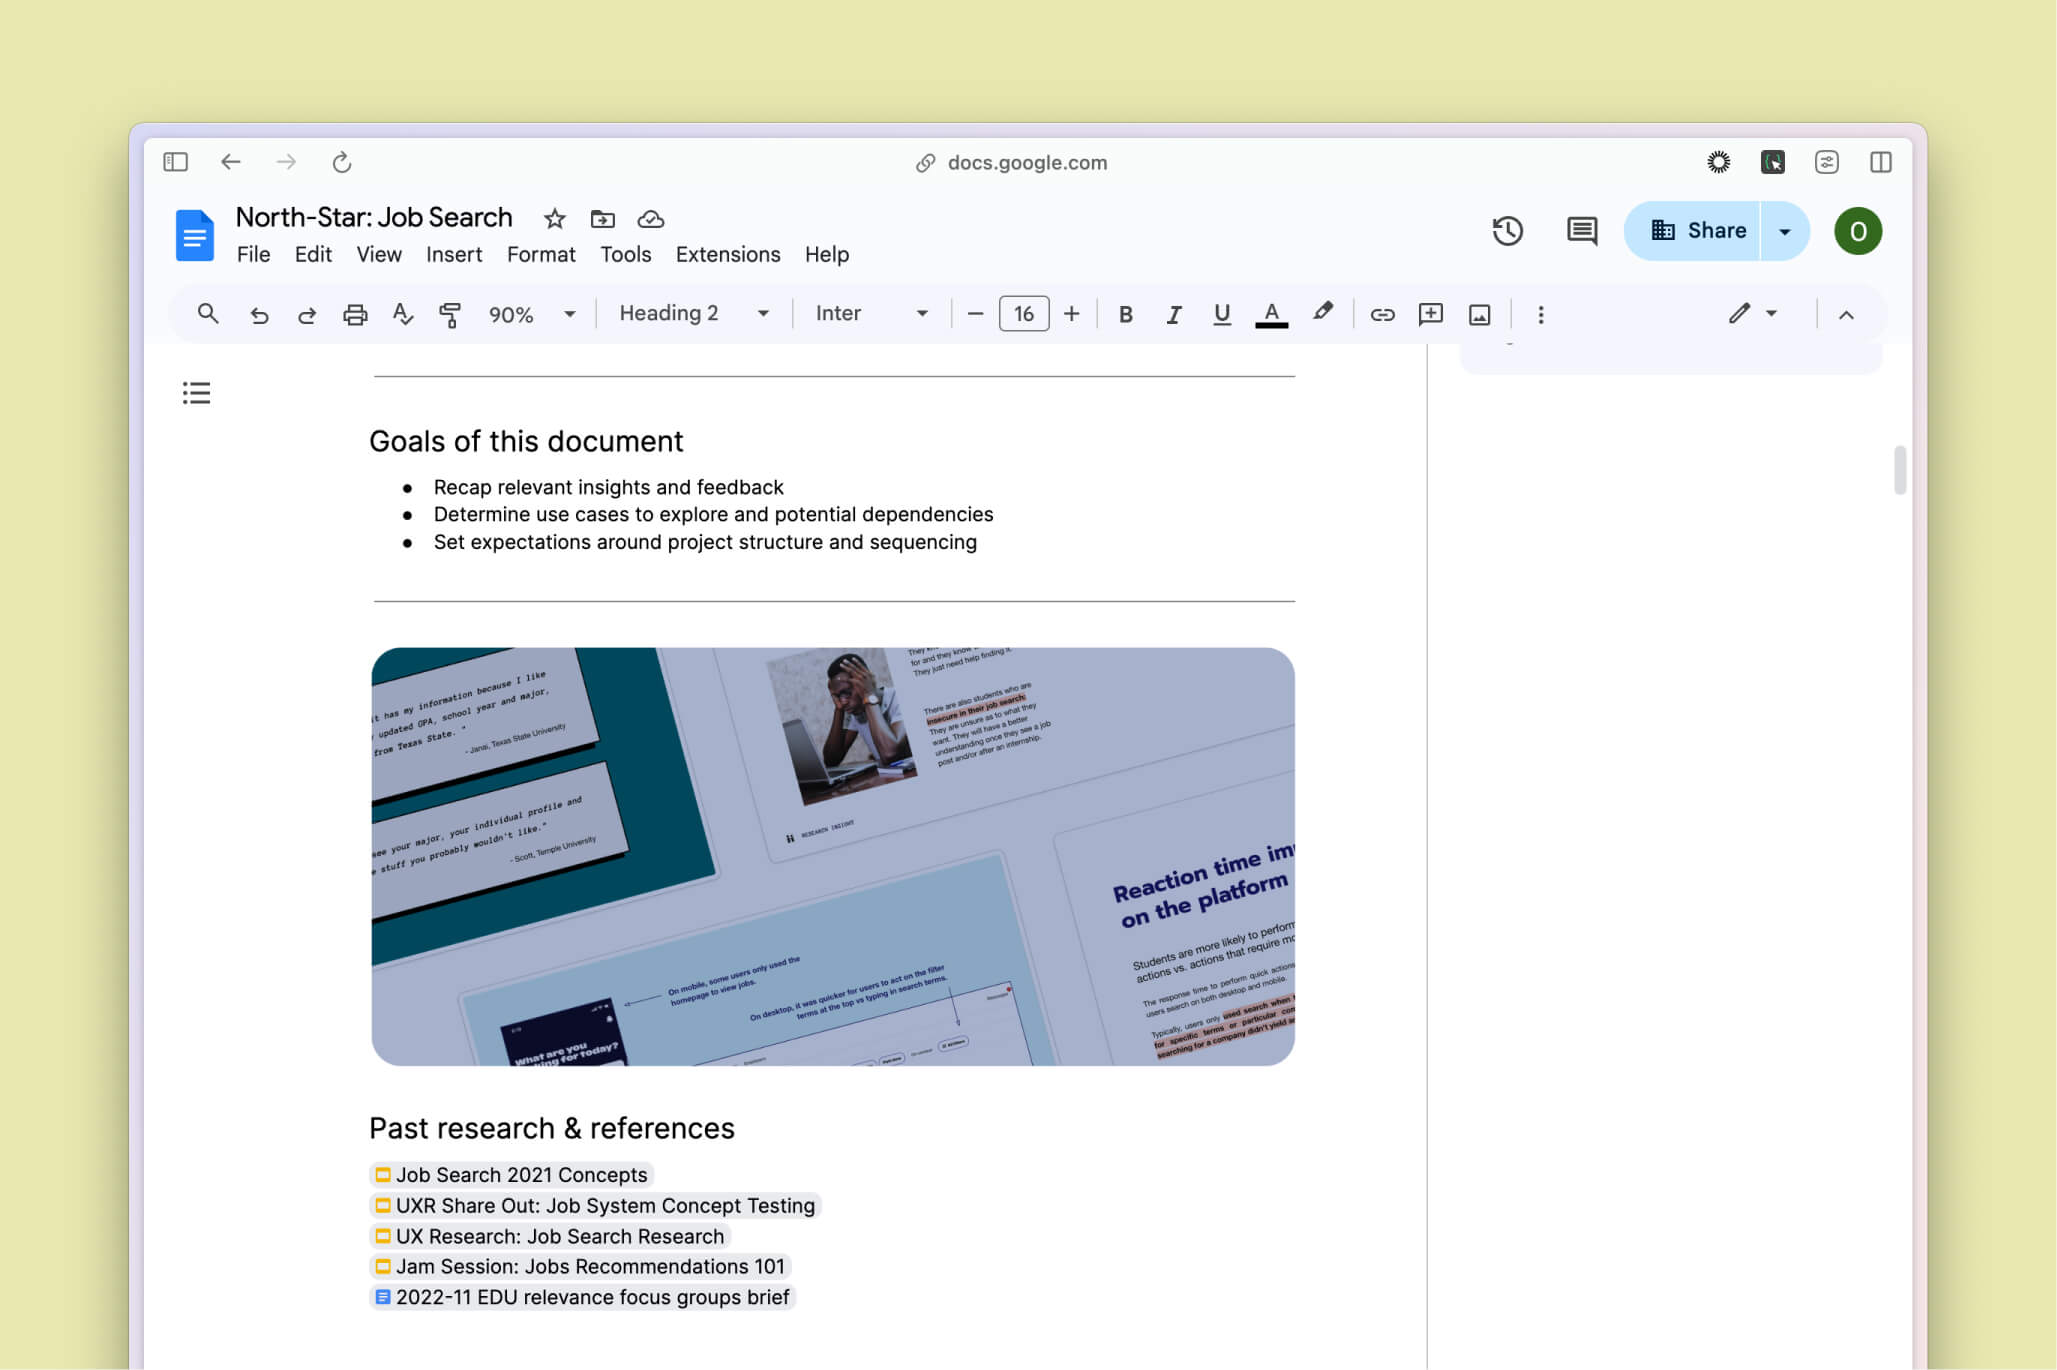 docs.google.com
North-Star: Job Search
File Edit View Insert Format Tools Extensions Help
Share
O
90% Heading 2 Inter 16 B I U A
Goals of this document
Recap relevant insights and feedback
Determine use cases to explore and potential dependencies
Set expectations around project structure and sequencing
it has my information because I like
updated GPA, school year and major,
from Texas State. "
- Janai, Texas State University
see your major, your individual profile and
stuff you probably wouldn't like."
- Scott, Temple University
for and they know
They just need help finding it.
There are also students who are
insecure in their job search:
They are unsure as to what they
want. They will have a better
understanding once they see a job
post and/or after an internship.
RESEARCH INSIGHT
On mobile, some users only used the
homepage to view jobs.
On desktop, it was quicker for users to act on the filter
terms at the top vs typing in search terms.
What are you
king for today?
Reaction time im
on the platform
Students are more likely to perform
actions vs. actions that require mo
The response time to perform quick actions
users search on both desktop and mobile.
Typically, users only used search when
for specific terms or particular com
searching for a company didn't yield
Past research & references
Job Search 2021 Concepts
UXR Share Out: Job System Concept Testing
UX Research: Job Search Research
Jam Session: Jobs Recommendations 101
2022-11 EDU relevance focus groups brief